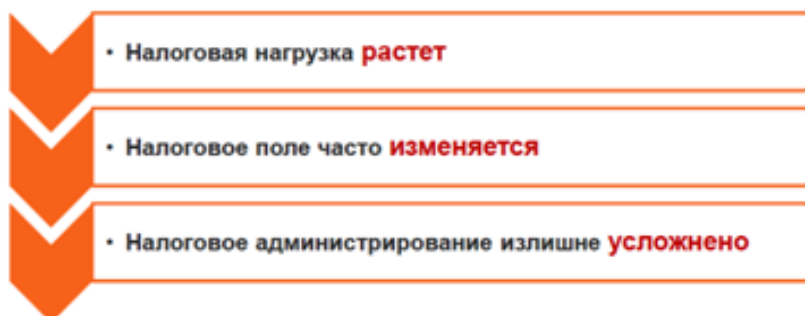 • Налоговая нагрузка растет
• Налоговое поле часто изменяется
• Налоговое администрирование излишне усложнено